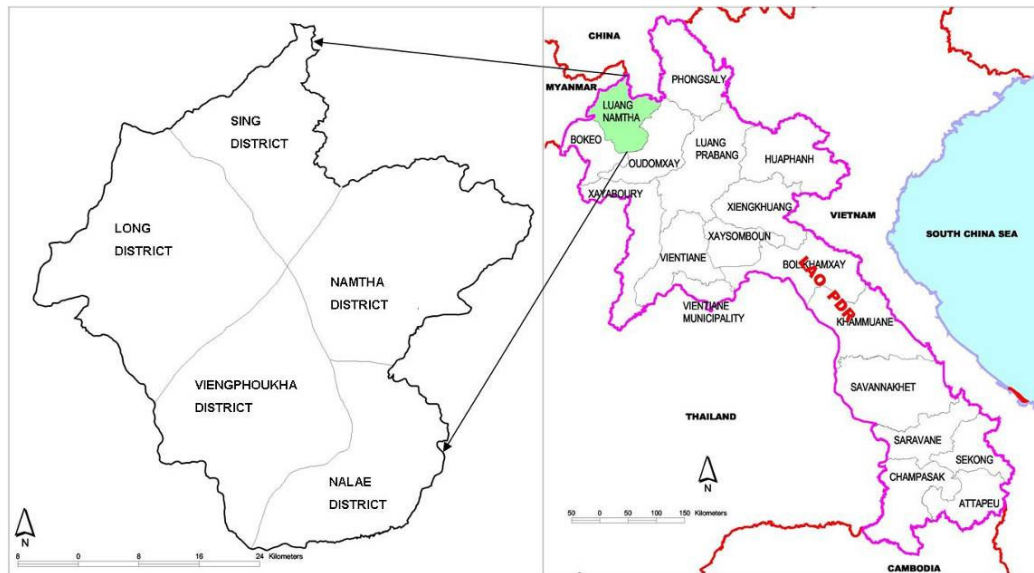 SING
DISTRICT
LONG
DISTRICT
NAMTHA
DISTRICT
VIENGPHOUKHA
DISTRICT
NALAE
DISTRICT
N
8 0 8 16 24 Kilometers
CHINA
MYANMAR
PHONGSALY
LUANG
NAMTHA
BOKEO
OUDOMXAY
LUANG
PRABANG
HUAPHANH
XAYABOURY
XIENGKHUANG
VIETNAM
XAYSOMBOUN
VIENTIANE
BOLIKHAMXAY
SOUTH CHINA SEA
LAO PDR
VIENTIANE
MUNICIPALITY
KHAMMUANE
SAVANNAKHET
THAILAND
SARAVANE
SEKONG
CHAMPASAK
ATTAPEU
N
50 0 50 100 150 Kilometers
CAMBODIA